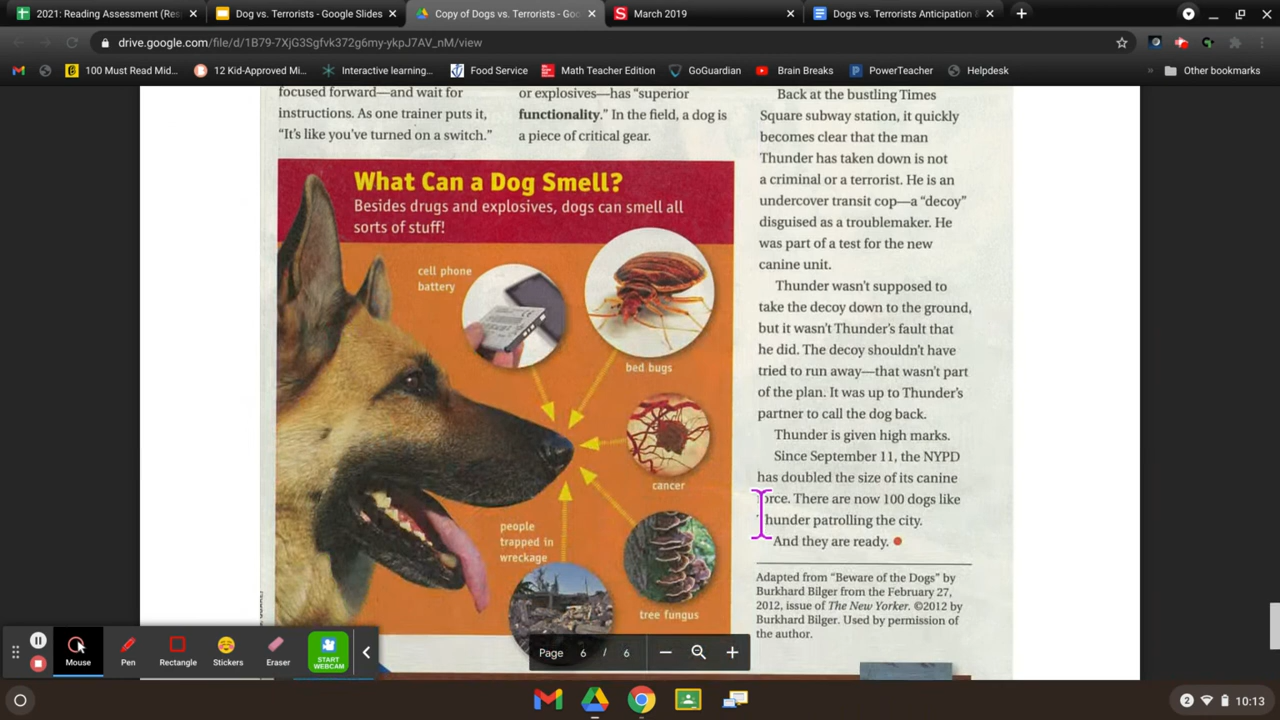 2021: Reading Assessment (Res
Dog vs. Terrorists - Google Slides
Copy of Dogs vs. Terrorists - Goo
March 2019
Dogs vs. Terrorists Anticipation
drive.google.com/file/d/1B79-7XjG3Sgfvk372g6my-ykpJ7AV_nM/view
100 Must Read Mid...
12 Kid-Approved Mi...
Interactive learning...
Food Service
Math Teacher Edition
GoGuardian
Brain Breaks
PowerTeacher
Helpdesk
Other bookmarks
focused forward—and wait for
instructions. As one trainer puts it,
“It’s like you’ve turned on a switch.”
or explosives—has “superior
functionality.” In the field, a dog is
a piece of critical gear.
What Can a Dog Smell?
Besides drugs and explosives, dogs can smell all
sorts of stuff!
cell phone
battery
bed bugs
cancer
people
trapped in
wreckage
tree fungus
Back at the bustling Times
Square subway station, it quickly
becomes clear that the man
Thunder has taken down is not
a criminal or a terrorist. He is an
undercover transit cop—a “decoy”
disguised as a troublemaker. He
was part of a test for the new
canine unit.
Thunder wasn’t supposed to
take the decoy down to the ground,
but it wasn’t Thunder’s fault that
he did. The decoy shouldn’t have
tried to run away—that wasn’t part
of the plan. It was up to Thunder’s
partner to call the dog back.
Thunder is given high marks.
Since September 11, the NYPD
has doubled the size of its canine
force. There are now 100 dogs like
Thunder patrolling the city.
And they are ready.
Adapted from “Beware of the Dogs” by
Burkhard Bilger from the February 27,
2012, issue of The New Yorker. ©2012 by
Burkhard Bilger. Used by permission of
the author.
Mouse
Pen
Rectangle
Stickers
Eraser
START
WEBCAM
Page 6 / 6
2
10:13